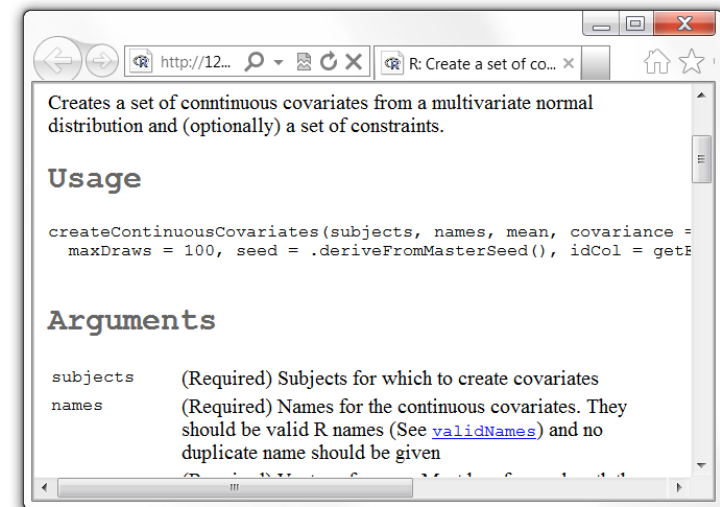 http://12... R: Create a set of co...
Creates a set of conntinuous covariates from a multivariate normal
distribution and (optionally) a set of constraints.
Usage
createContinuousCovariates(subjects, names, mean, covariance =
maxDraws = 100, seed = .deriveFromMasterSeed(), idCol =
Arguments
subjects (Required) Subjects for which to create covariates
names (Required) Names for the continuous covariates. They
should be valid R names (See validNames) and no
duplicate name should be given